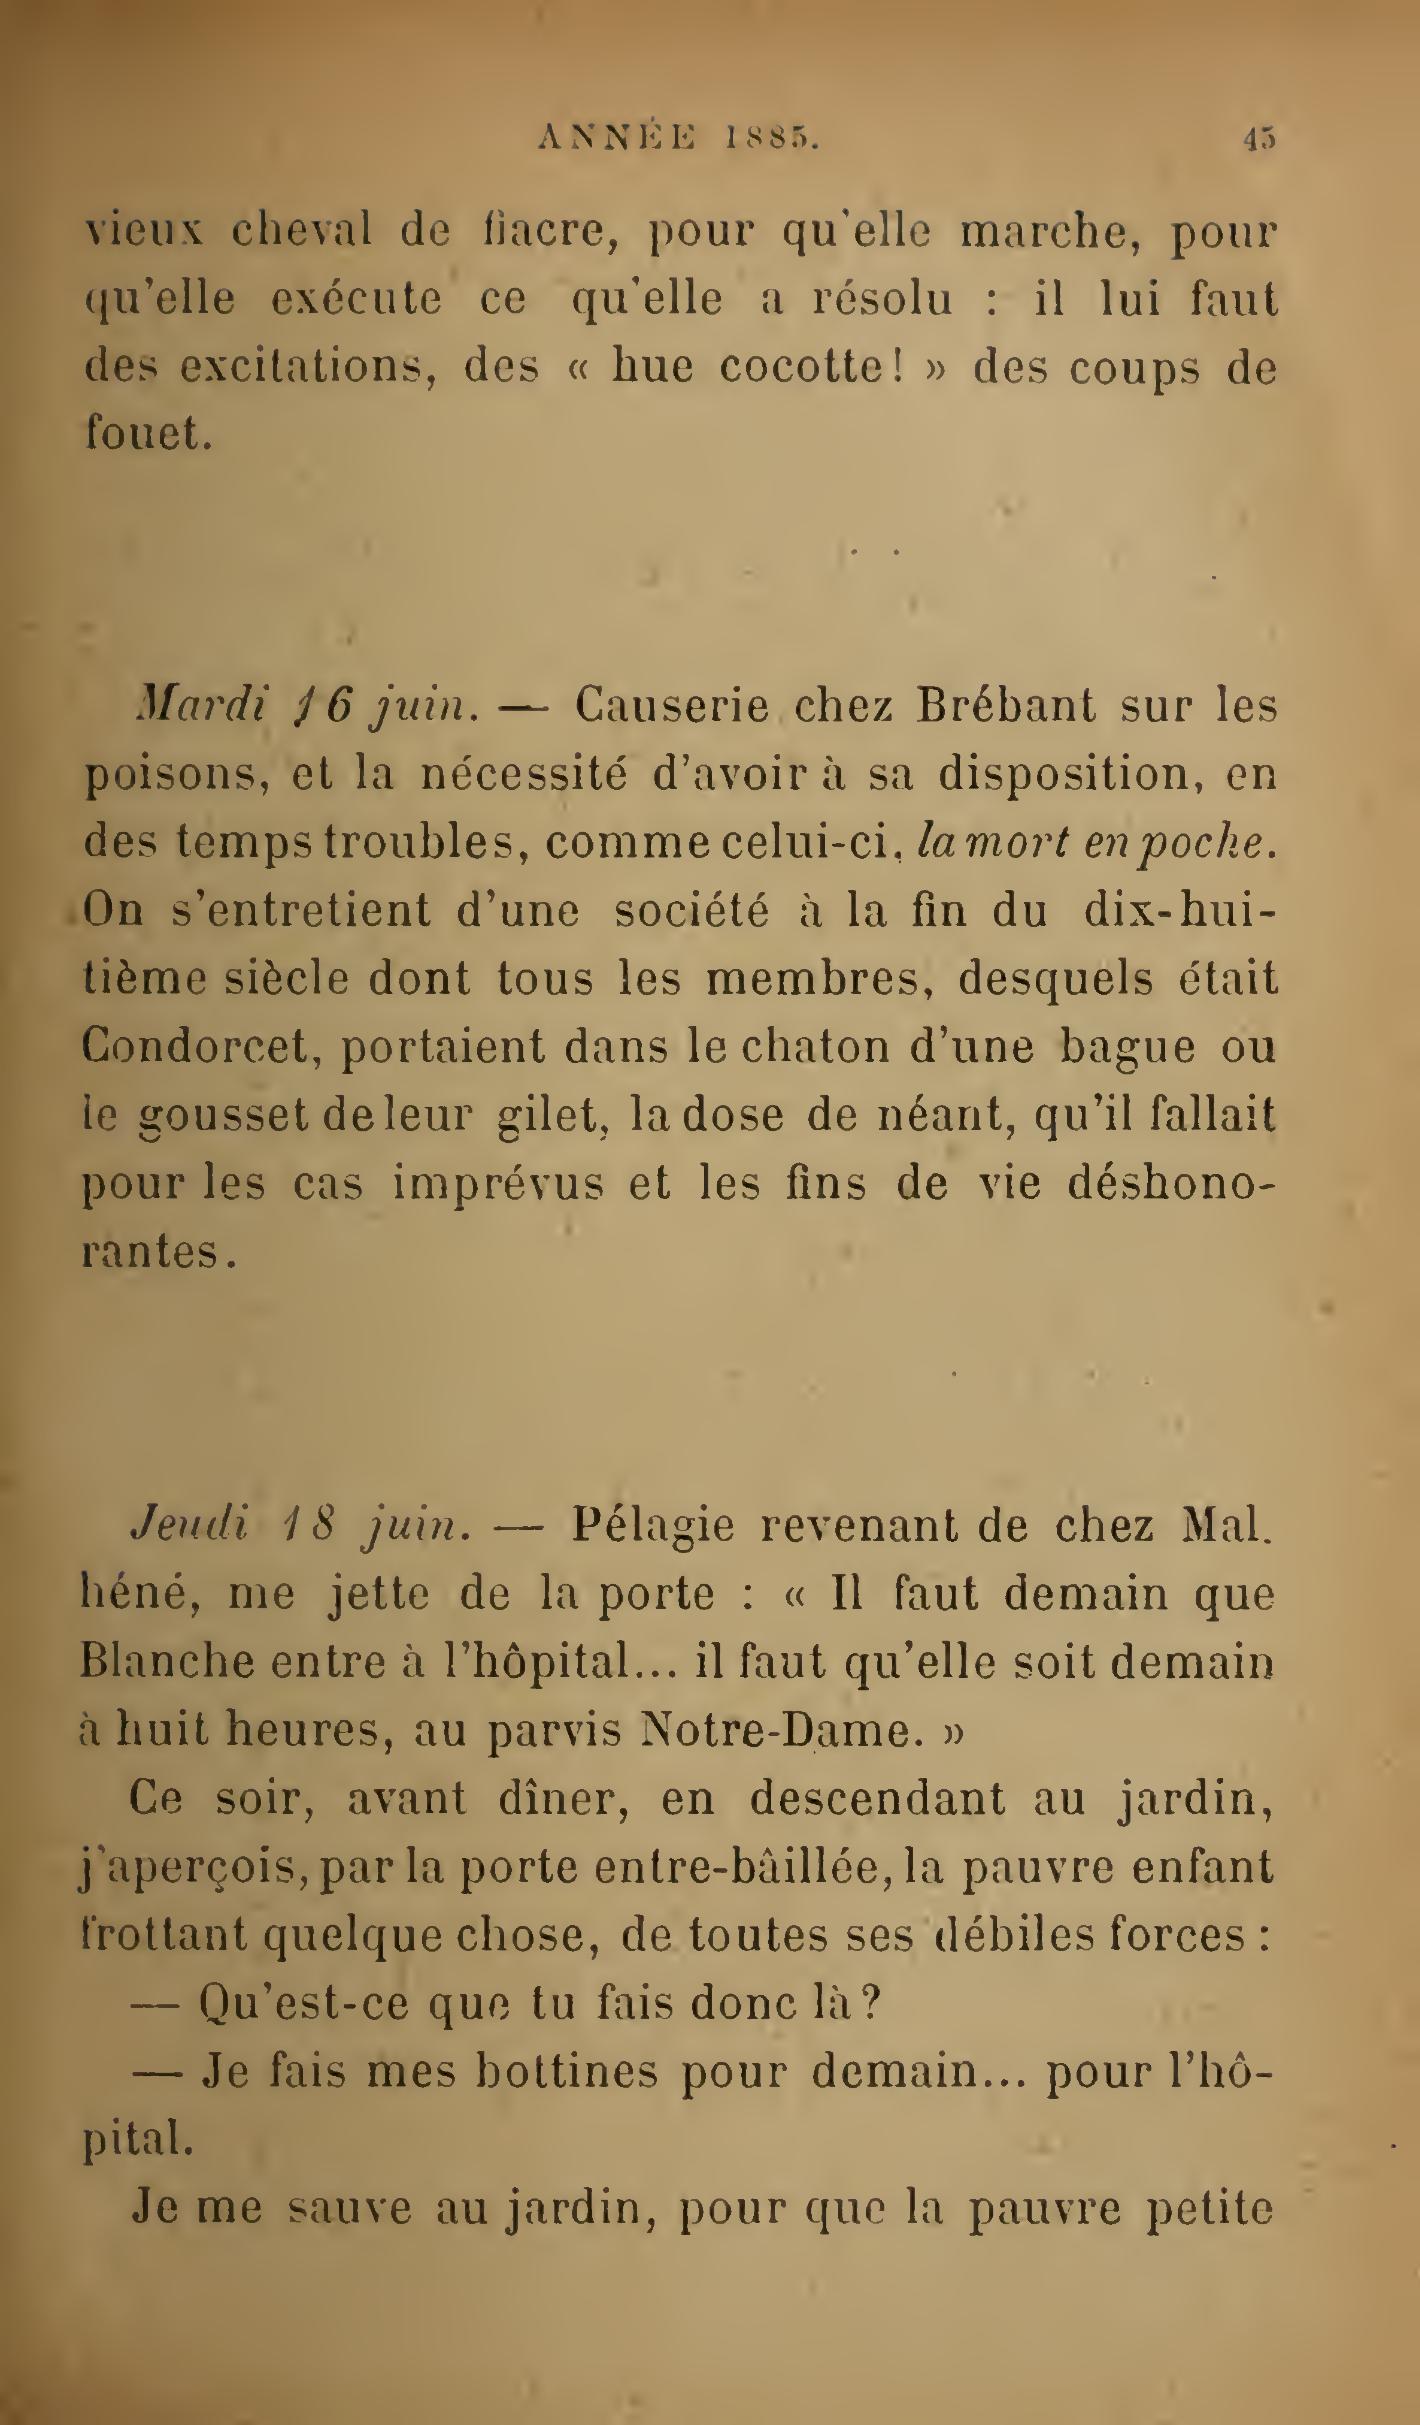 ANNÉE 1885. 45
vieux cheval de fiacre, pour qu'elle marche, pour
qu'elle exécute ce qu'elle a résolu : il lui faut
des excitations, des « hue cocotte! » des coups de
fouet.
Mardi 16 juin. — Causerie chez Brébant sur les
poisons, et la nécessité d'avoir à sa disposition, en
des temps troubles, comme celui-ci, la mort en poche.
On s'entretient d'une société à la fin du dix-hui-
tième siècle dont tous les membres, desquels était
Condorcet, portaient dans le chaton d'une bague ou
le gousset de leur gilet, la dose de néant, qu'il fallait
pour les cas imprévus et les fins de vie déshono-
rantes.
Jeudi 18 juin. — Pélagie revenant de chez Mal.
héné, me jette de la porte : « Il faut demain que
Blanche entre à l'hôpital... il faut qu'elle soit demain
à huit heures, au parvis Notre-Dame. »
Ce soir, avant dîner, en descendant au jardin,
j'aperçois, par la porte entre-bâillée, la pauvre enfant
frottant quelque chose, de toutes ses débiles forces :
— Qu'est-ce que tu fais donc là?
— Je fais mes bottines pour demain... pour l'hô-
pital.
Je me sauve au jardin, pour que la pauvre petite